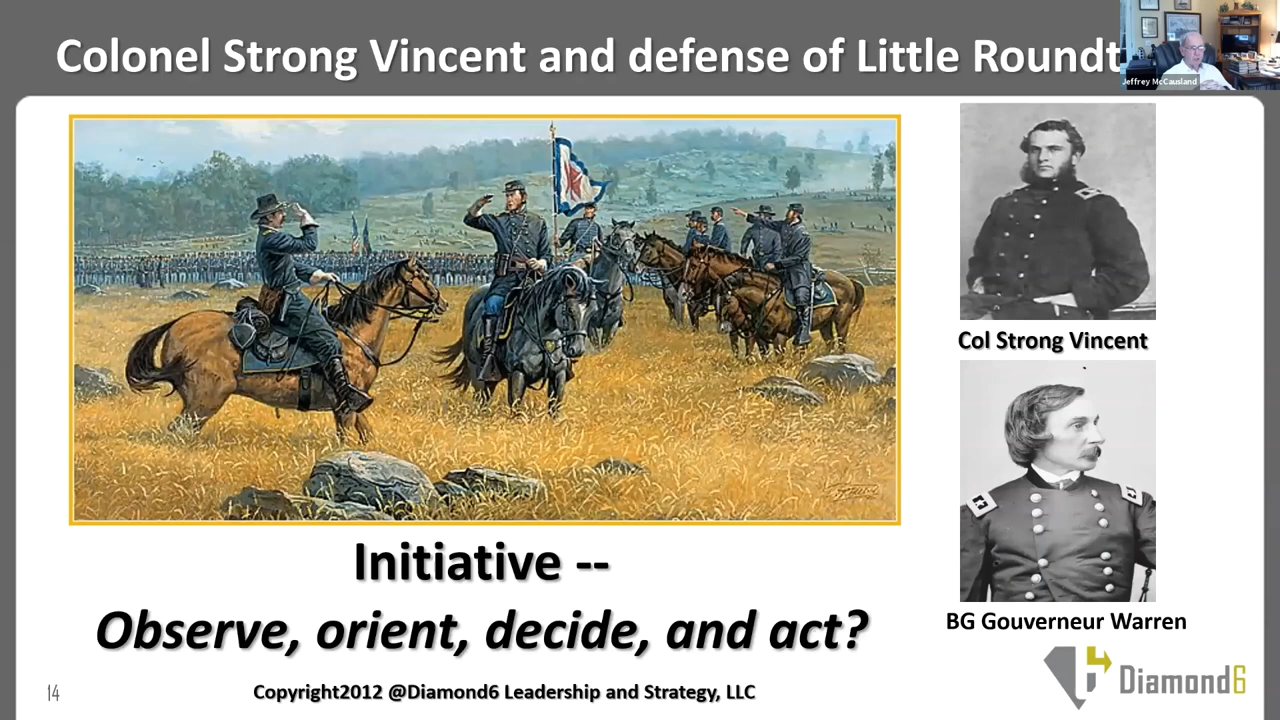 Colonel Strong Vincent and defense of Little Roundt
Jeffrey McCausland
Col Strong Vincent
BG Gouverneur Warren
Initiative --
Observe, orient, decide, and act?
14
Copyright2012 @Diamond6 Leadership and Strategy, LLC
Diamond6